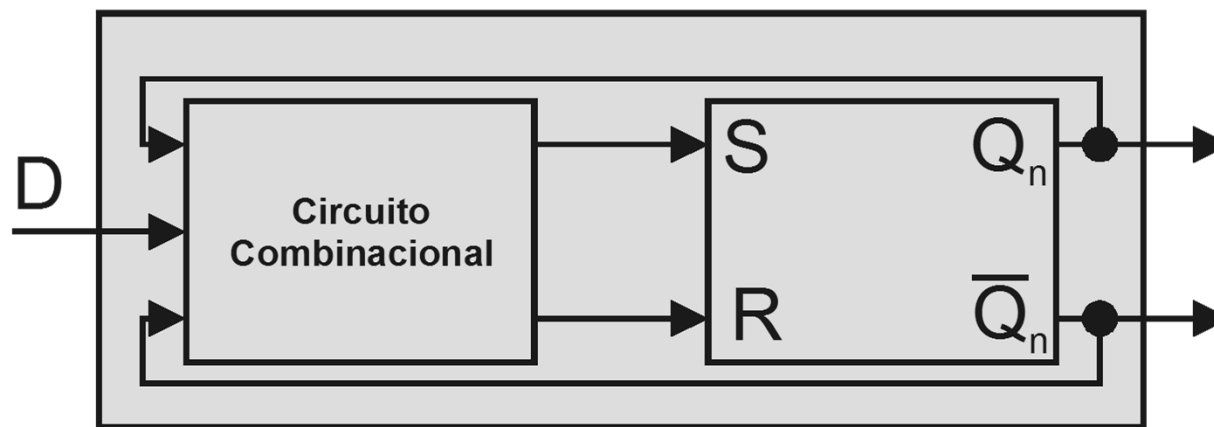 D
Circuito
Combinacional
S
Qₙ
R
Q̅ₙ